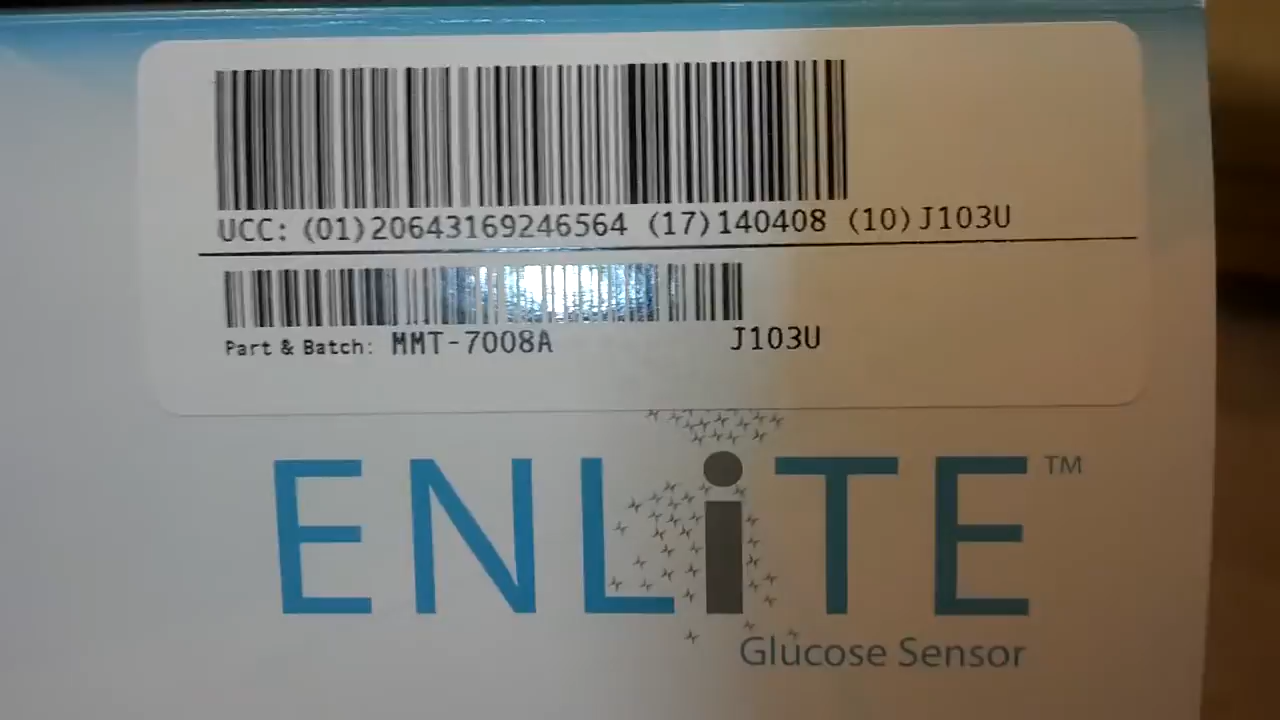 UCC: (01)20643169246564 (17)140408 (10)J103U
Part & Batch: MMT-7008A J103U
ENLiTE™
Glucose Sensor